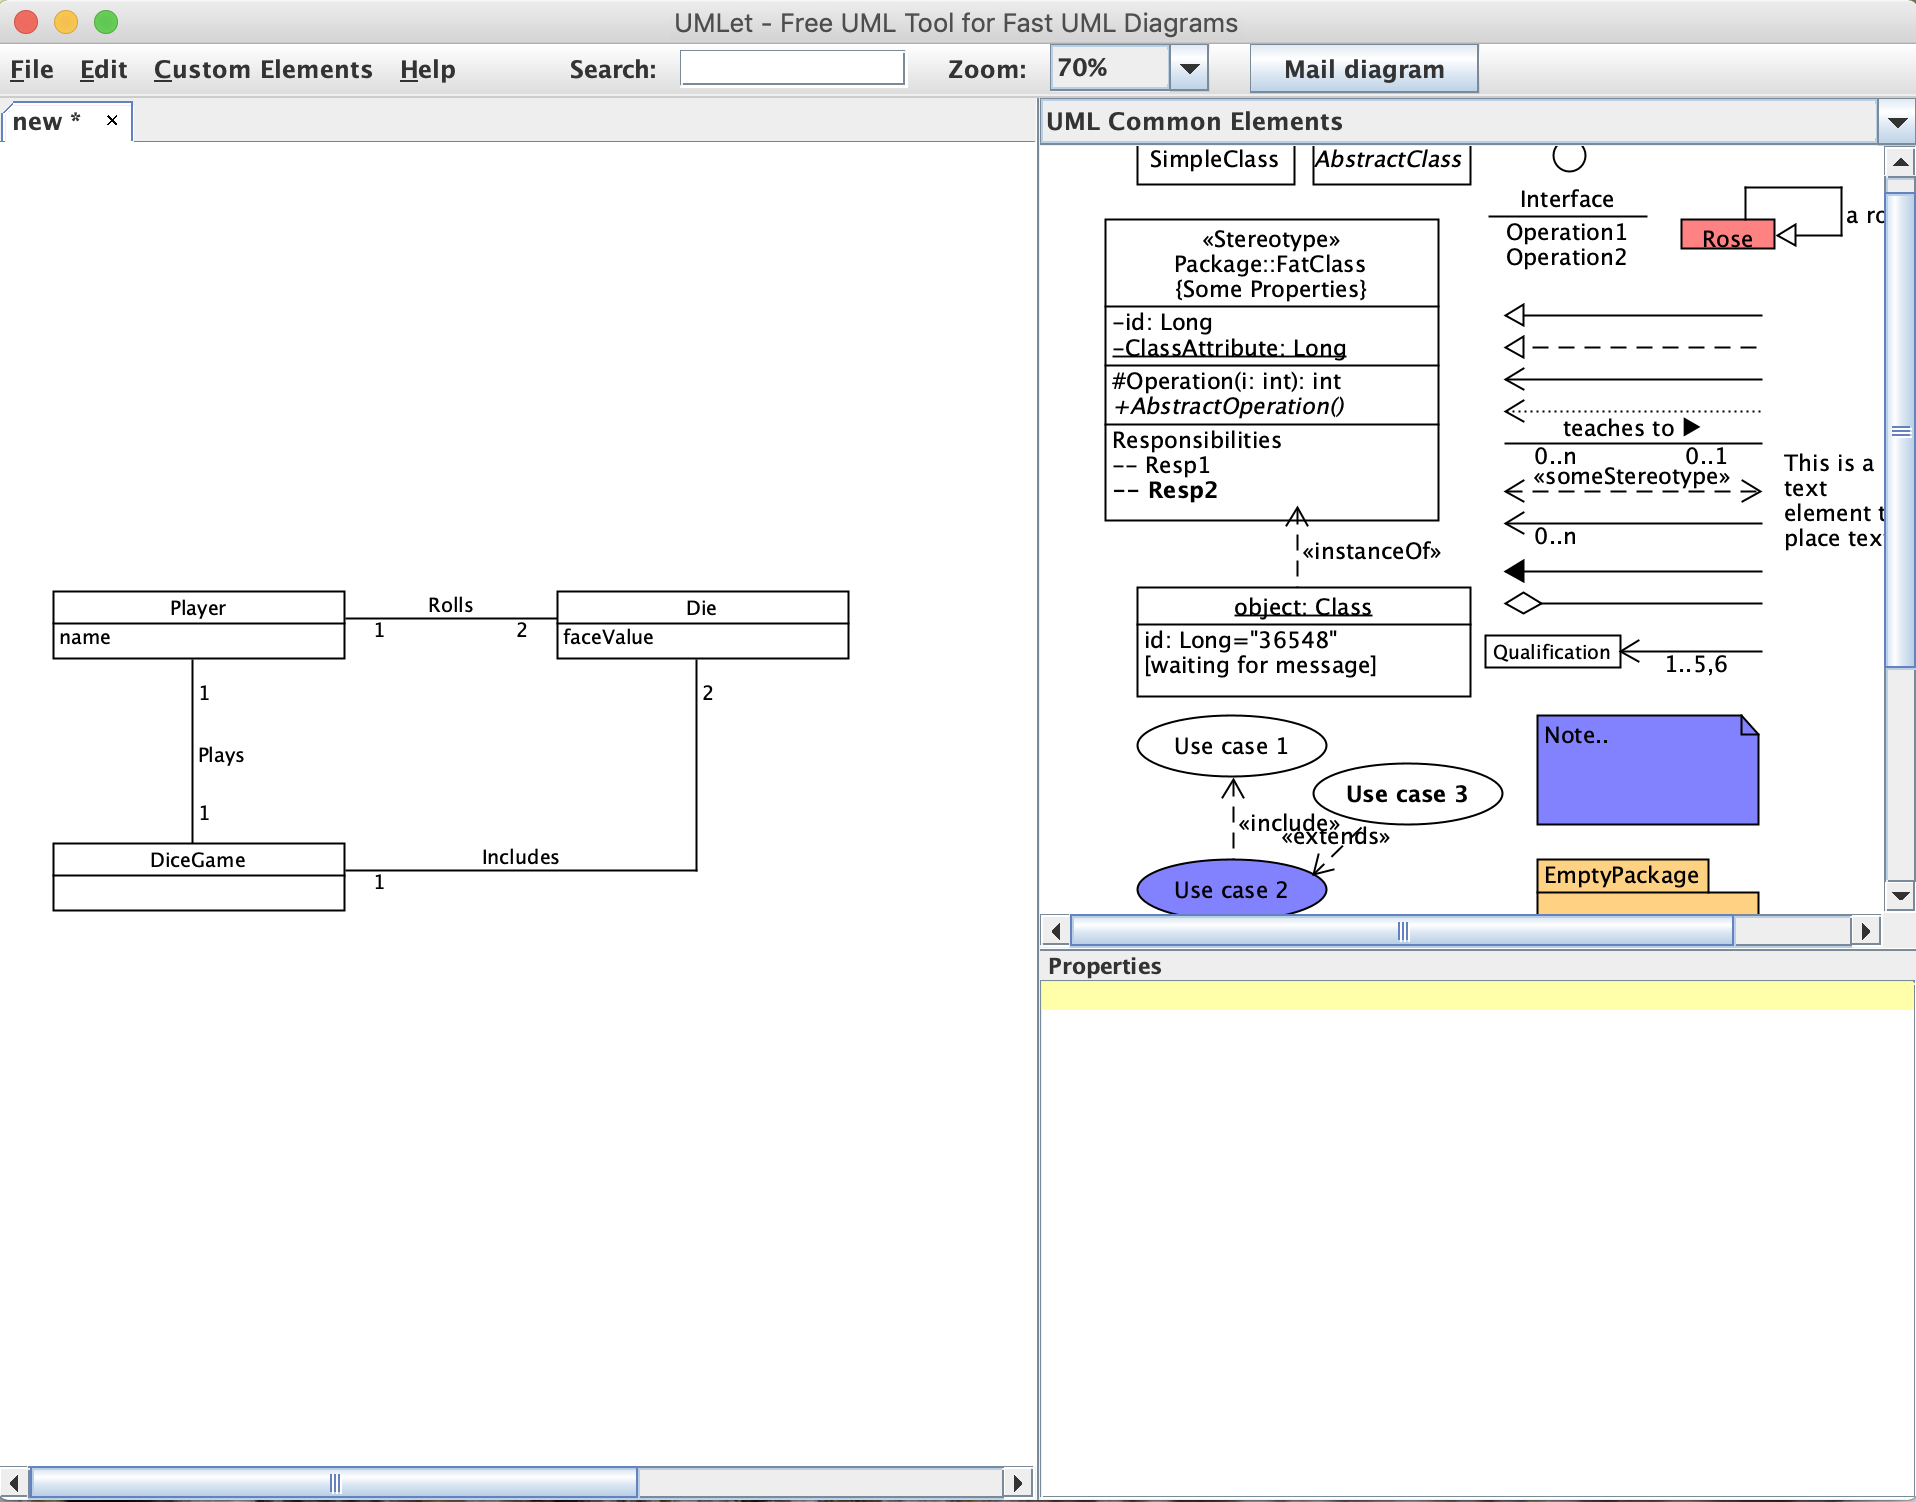 UMLet - Free UML Tool for Fast UML Diagrams
File Edit Custom Elements Help Search: Zoom: 70% Mail diagram
new *
Player
name
Rolls
1 2
Die
faceValue
1
Plays
1
2
DiceGame
Includes
1
UML Common Elements
SimpleClass
AbstractClass
Interface
Operation1
Operation2
Rose
a ro
«Stereotype»
Package::FatClass
{Some Properties}
-id: Long
-ClassAttribute: Long
#Operation(i: int): int
+AbstractOperation()
Responsibilities
-- Resp1
-- Resp2
teaches to ▶
0..n 0..1
«someStereotype»
0..n
This is a
text
element t
place tex
«instanceOf»
object: Class
id: Long="36548"
[waiting for message]
Qualification
1..5,6
Use case 1
Use case 3
«include»
«extends»
Use case 2
Note..
EmptyPackage
Properties